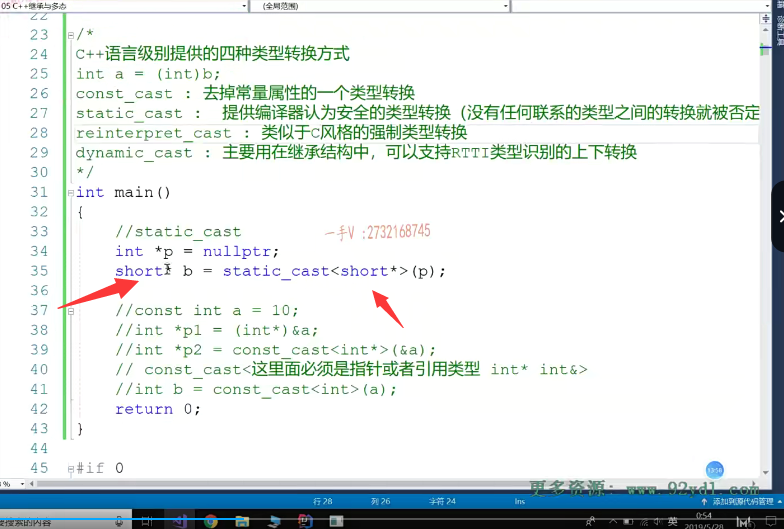 05 C++继承与多态
(全局范围)
22
23 /*
24 C++语言级别提供的四种类型转换方式
25 int a = (int)b;
26 const_cast : 去掉常量属性的一个类型转换
27 static_cast : 提供编译器认为安全的类型转换（没有任何联系的类型之间的转换就被否定
28 reinterpret_cast : 类似于C风格的强制类型转换
29 dynamic_cast : 主要用在继承结构中，可以支持RTTI类型识别的上下转换
30 */
31 int main()
32 {
33 //static_cast
一手V :2732168745
34 int *p = nullptr;
35 short* b = static_cast<short*>(p);
36
37 //const int a = 10;
38 //int *p1 = (int*)&a;
39 //int *p2 = const_cast<int*>(&a);
40 // const_cast<这里面必须是指针或者引用类型 int* int&>
41 //int b = const_cast<int>(a);
42 return 0;
43 }
44
45 #if 0
13:58
更多资源: www.92vdl.com
行 28 列 26 字符 24 Ins 添加到源代码管理
搜索的内容
英
0:54
2019/5/28